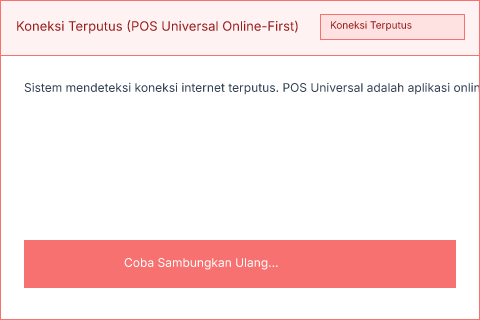 Koneksi Terputus (POS Universal Online-First)
Koneksi Terputus
Sistem mendeteksi koneksi internet terputus. POS Universal adalah aplikasi
Coba Sambungkan Ulang...